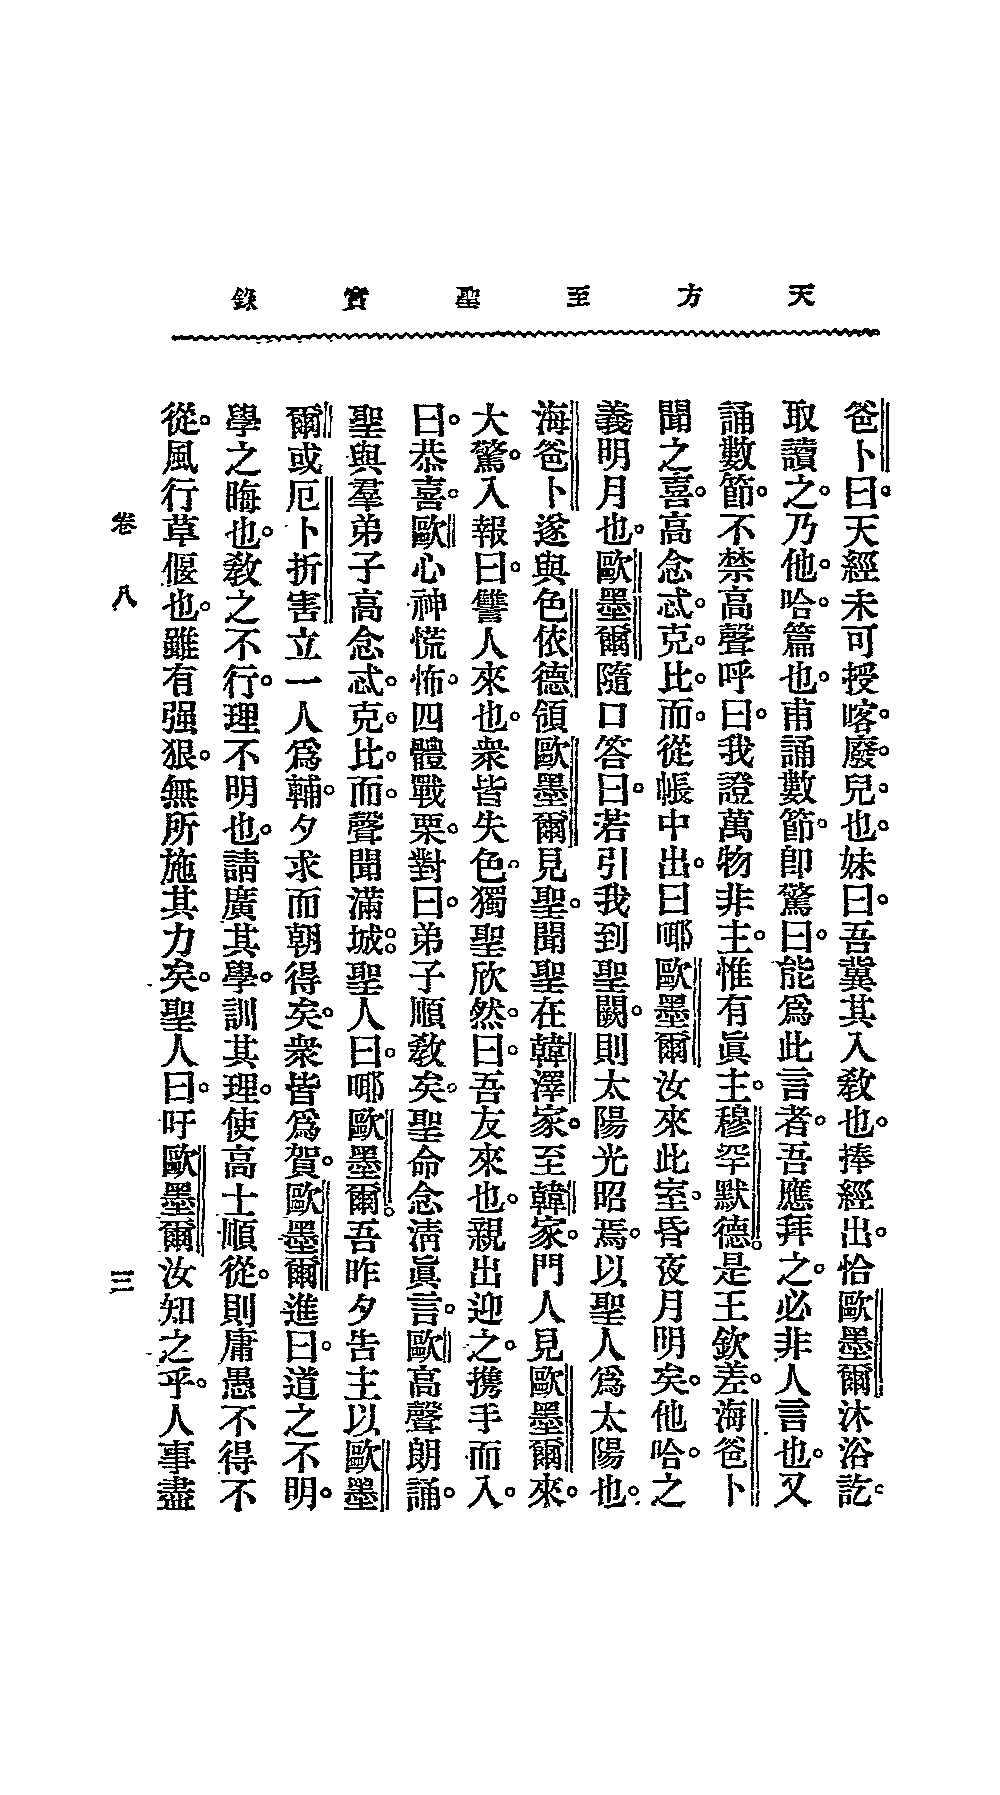 天方至聖實錄
爸卜曰。天經未可授喀。廢。兒。也。妹曰。吾冀其入敎也。捧經出。恰歐墨爾沐浴訖。
取讀之。乃他。哈。篇也。甫誦數節。卽驚曰。能爲此言者。吾應拜之。必非人言也。又
誦數節。不禁高聲呼曰。我證萬物非主。惟有眞主。穆罕默德。是王欽差。海爸卜
聞之喜。高念忒。克。比。而。從帳中出。曰哪歐墨爾汝來此室。昏夜月明矣。他哈。之
義明月也。歐墨爾隨口答曰。若引我到聖闕。則太陽光昭焉。以聖人爲太陽也。
海爸卜遂與色依德領歐墨爾見聖。聞聖在韓澤家。至韓家。門人見歐墨爾來。
大驚。入報曰。讐人來也。衆皆失色。獨聖欣然。曰。吾友來也。親出迎之。携手而入。
曰。恭喜。歐心神慌怖。四體戰栗。對曰。弟子順敎矣。聖命念淸眞言。歐高聲朗誦。
聖與羣弟子高念忒。克。比。而。聲聞滿城。聖人曰。哪歐墨爾。吾昨夕告主以歐墨
爾或厄卜折害立一人爲輔。夕求而朝得矣。衆皆爲賀。歐墨爾進曰。道之不明。
學之晦也。敎之不行。理不明也。請廣其學。訓其理。使高士順從。則庸愚不得不
從。風行草偃也。雖有强狠。無所施其力矣。聖人曰。吁歐墨爾汝知之乎。人事盡
卷八
三